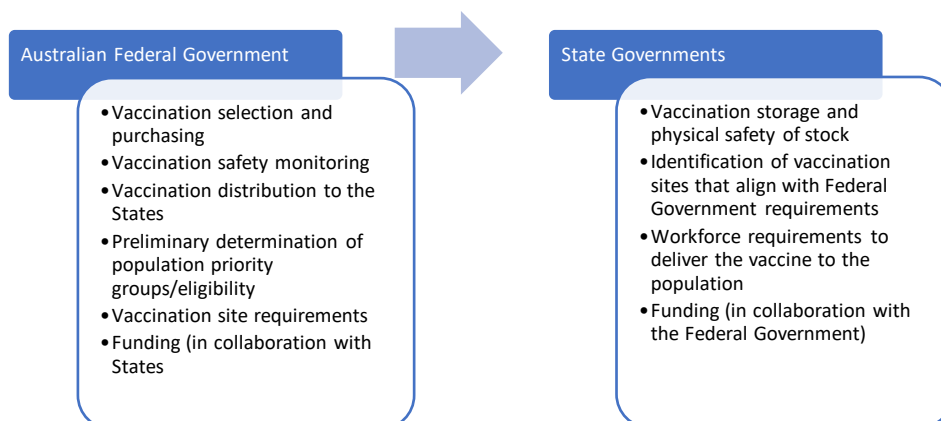 Australian Federal Government
•Vaccination selection and
purchasing
•Vaccination safety monitoring
•Vaccination distribution to the
States
•Preliminary determination of
population priority
groups/eligibility
•Vaccination site requirements
•Funding (in collaboration with
States
State Governments
•Vaccination storage and
physical safety of stock
•Identification of vaccination
sites that align with Federal
Government requirements
•Workforce requirements to
deliver the vaccine to the
population
•Funding (in collaboration with
the Federal Government)